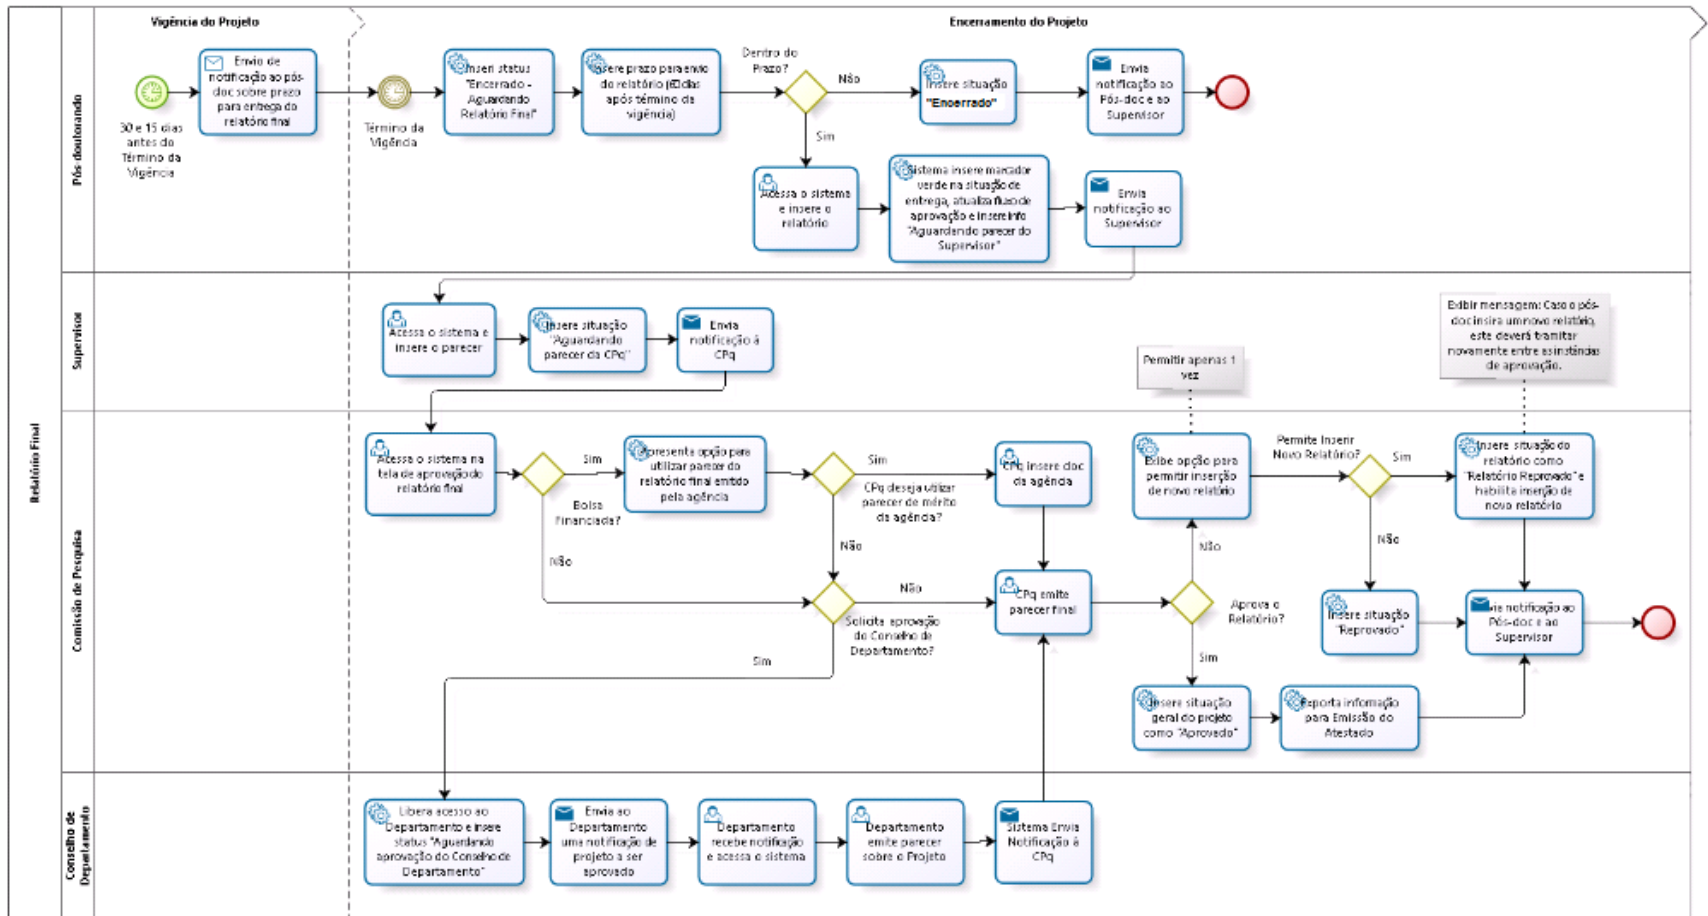 Vigência do Projeto
Encerramento do Projeto
Relatório Final
Pós-doutorando
30 e 15 dias
antes do
Término da
Vigência
Envio de
notificação ao pós-
doc sobre prazo
para entrega do
relatório final
Término da
Vigência
Inseri status
"Encerrado -
Aguardando
Relatório Final"
Insere prazo para envio
do relatório (60 dias
após término da
vigência)
Dentro do
Prazo?
Não
Sim
Insere situação
"Encerrado"
Envia
notificação ao
Pós-doc e ao
Supervisor
Acessa o sistema
e insere o
relatório
Sistema insere marcador
verde na situação de
entrega, atualiza fluxo de
aprovação e insere info
"Aguardando parecer do
Supervisor"
Envia
notificação ao
Supervisor
Supervisor
Acessa o sistema e
insere o parecer
Insere situação
"Aguardando
parecer da CPq"
Envia
notificação à
CPq
Permitir apenas 1
vez
Exibir mensagem: Caso o pós-
doc insira um novo relatório,
este deverá tramitar
novamente entre as instâncias
de aprovação.
Comissão de Pesquisa
Acessa o sistema na
tela de aprovação do
relatório final
Bolsa
Financiada?
Sim
Não
Apresenta opção para
utilizar parecer do
relatório final emitido
pela agência
Sim
CPq deseja utilizar
parecer de mérito
da agência?
Não
CPq insere doc
da agência
Solicita aprovação
do Conselho de
Departamento?
Não
Sim
CPq emite
parecer final
Aprova o
Relatório?
Não
Sim
Exibe opção para
permitir inserção
de novo relatório
Permite Inserir
Novo Relatório?
Sim
Não
Insere situação do
relatório como
"Relatório Reprovado" e
habilita inserção de
novo relatório
Insere situação
"Reprovado"
Envia notificação ao
Pós-doc e ao
Supervisor
Insere situação
geral do projeto
como "Aprovado"
Exporta informação
para Emissão do
Atestado
Conselho de
Departamento
Libera acesso ao
Departamento e insere
status "Aguardando
aprovação do Conselho de
Departamento"
Envia ao
Departamento
uma notificação de
projeto a ser
aprovado
Departamento
recebe notificação
e acessa o sistema
Departamento
emite parecer
sobre o Projeto
Sistema Envia
Notificação à
CPq